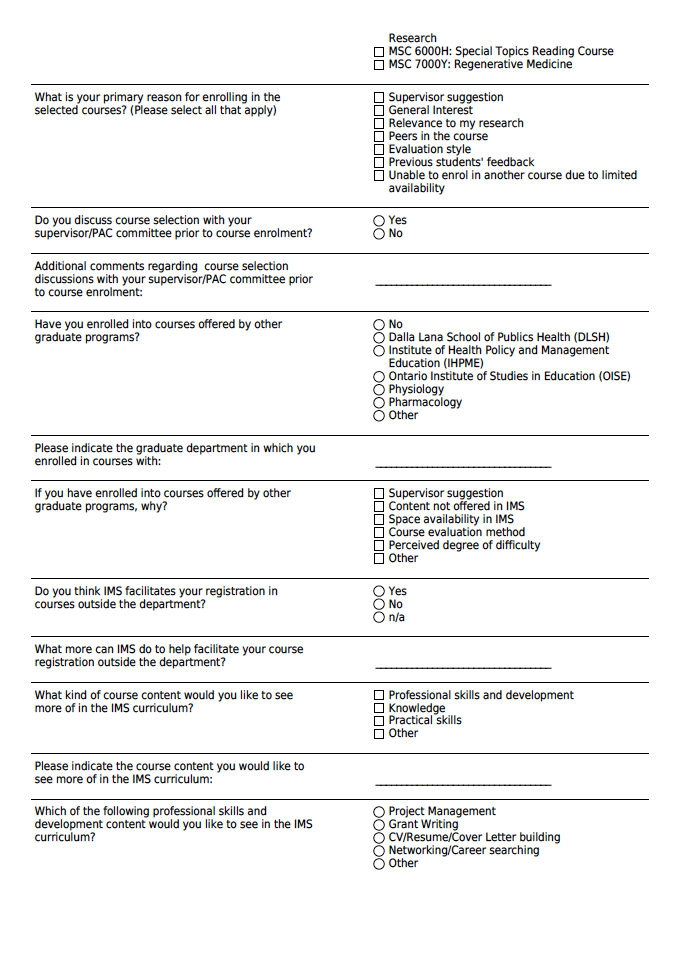 Research
MSC 6000H: Special Topics Reading Course
MSC 7000Y: Regenerative Medicine
What is your primary reason for enrolling in the
selected courses? (Please select all that apply)
Supervisor suggestion
General Interest
Relevance to my research
Peers in the course
Evaluation style
Previous students' feedback
Unable to enrol in another course due to limited
availability
Do you discuss course selection with your
supervisor/PAC committee prior to course enrolment?
Yes
No
Additional comments regarding  course selection
discussions with your supervisor/PAC committee prior
to course enrolment:
Have you enrolled into courses offered by other
graduate programs?
No
Dalla Lana School of Publics Health (DLSH)
Institute of Health Policy and Management
Education (IHPME)
Ontario Institute of Studies in Education (OISE)
Physiology
Pharmacology
Other
Please indicate the graduate department in which you
enrolled in courses with:
If you have enrolled into courses offered by other
graduate programs, why?
Supervisor suggestion
Content not offered in IMS
Space availability in IMS
Course evaluation method
Perceived degree of difficulty
Other
Do you think IMS facilitates your registration in
courses outside the department?
Yes
No
n/a
What more can IMS do to help facilitate your course
registration outside the department?
What kind of course content would you like to see
more of in the IMS curriculum?
Professional skills and development
Knowledge
Practical skills
Other
Please indicate the course content you would like to
see more of in the IMS curriculum:
Which of the following professional skills and
development content would you like to see in the IMS
curriculum?
Project Management
Grant Writing
CV/Resume/Cover Letter building
Networking/Career searching
Other